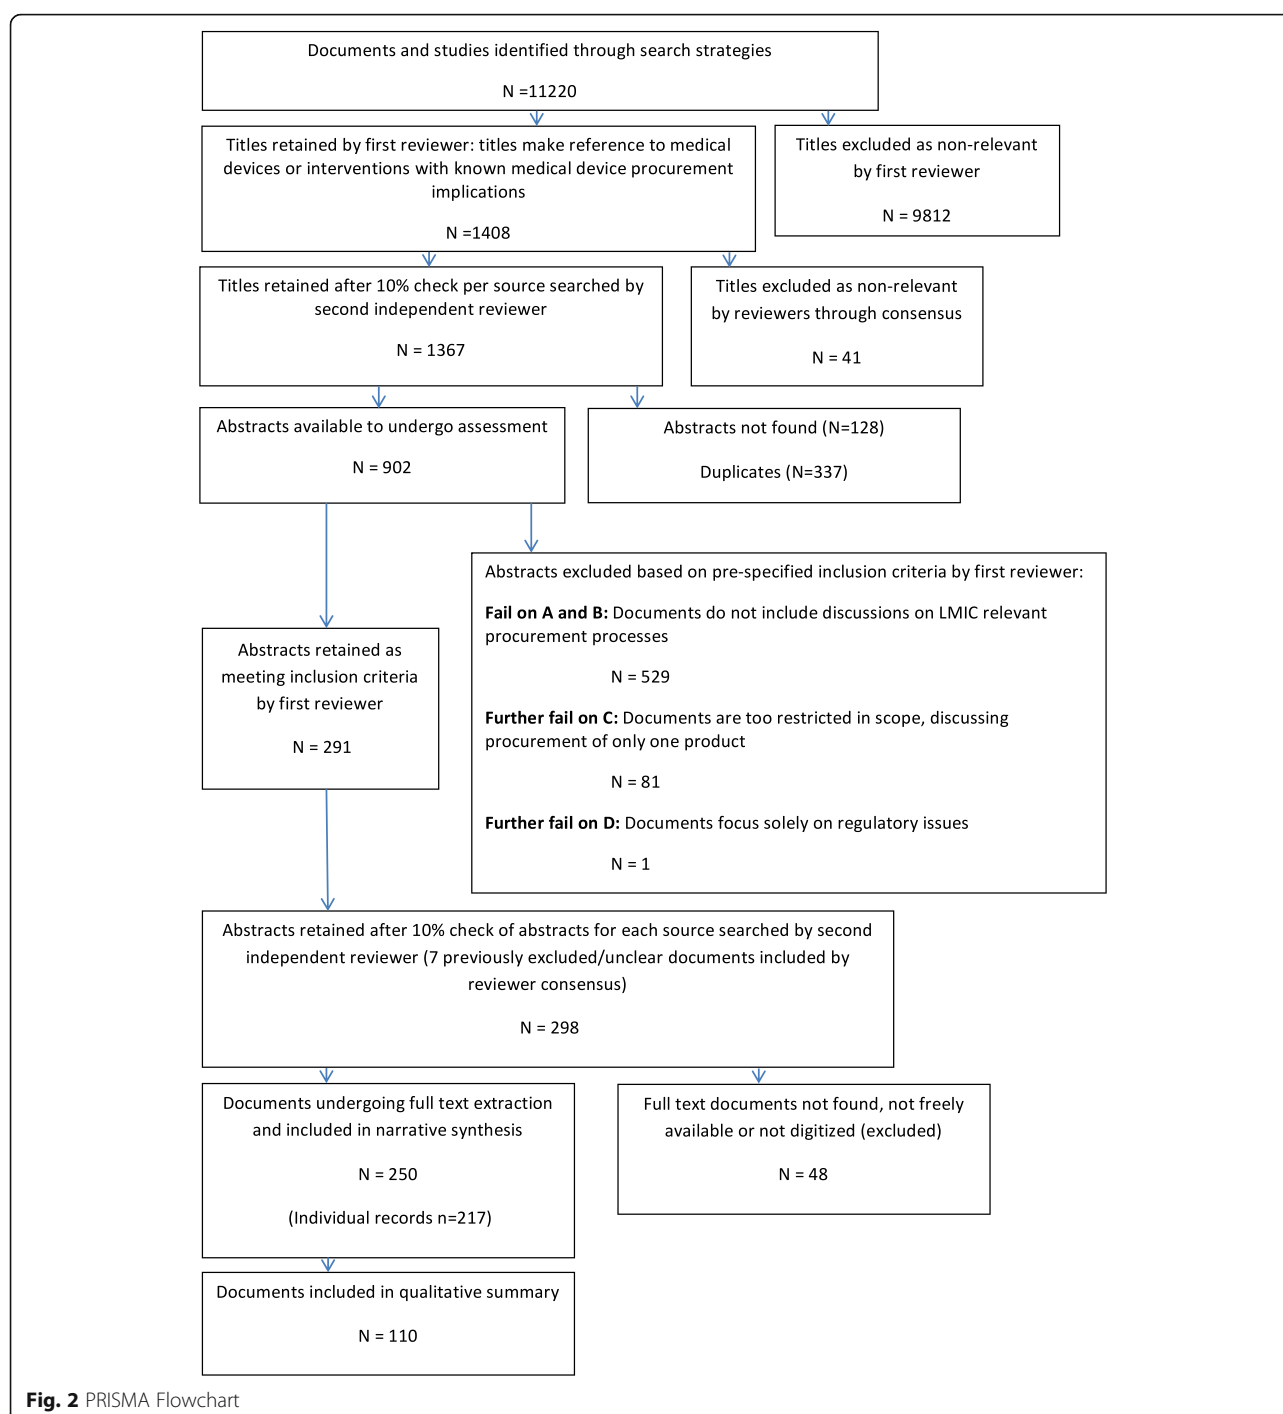 Documents and studies identified through search strategies
N =11220
Titles retained by first reviewer: titles make reference to medical
devices or interventions with known medical device procurement
implications
N =1408
Titles excluded as non-relevant
by first reviewer
N = 9812
Titles retained after 10% check per source searched by
second independent reviewer
N = 1367
Titles excluded as non-relevant
by reviewers through consensus
N = 41
Abstracts available to undergo assessment
N = 902
Abstracts not found (N=128)
Duplicates (N=337)
Abstracts excluded based on pre-specified inclusion criteria by first reviewer:
Fail on A and B: Documents do not include discussions on LMIC relevant
procurement processes
N = 529
Further fail on C: Documents are too restricted in scope, discussing
procurement of only one product
N = 81
Further fail on D: Documents focus solely on regulatory issues
N = 1
Abstracts retained as
meeting inclusion criteria
by first reviewer
N = 291
Abstracts retained after 10% check of abstracts for each source searched by second
independent reviewer (7 previously excluded/unclear documents included by
reviewer consensus)
N = 298
Documents undergoing full text extraction
and included in narrative synthesis
N = 250
(Individual records n=217)
Full text documents not found, not freely
available or not digitized (excluded)
N = 48
Documents included in qualitative summary
N = 110
Fig. 2 PRISMA Flowchart